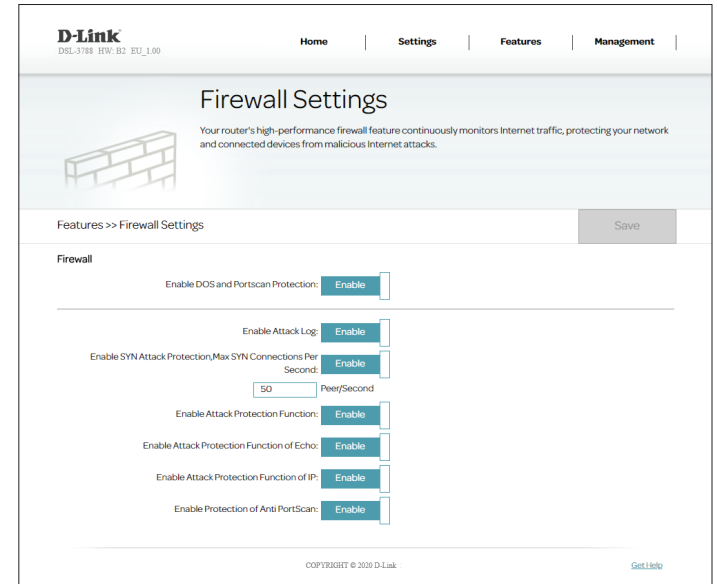 D-Link
DSL-3788 HW: B2 EU_1.00
Home
Settings
Features
Management
Firewall Settings
Your router's high-performance firewall feature continuously monitors Internet traffic, protecting your network
and connected devices from malicious Internet attacks.
Features >> Firewall Settings
Save
Firewall
Enable DOS and Portscan Protection: Enable
Enable Attack Log: Enable
Enable SYN Attack Protection,Max SYN Connections Per
Second: Enable
50 Peer/Second
Enable Attack Protection Function: Enable
Enable Attack Protection Function of Echo: Enable
Enable Attack Protection Function of IP: Enable
Enable Protection of Anti PortScan: Enable
COPYRIGHT © 2020 D-Link
Get Help